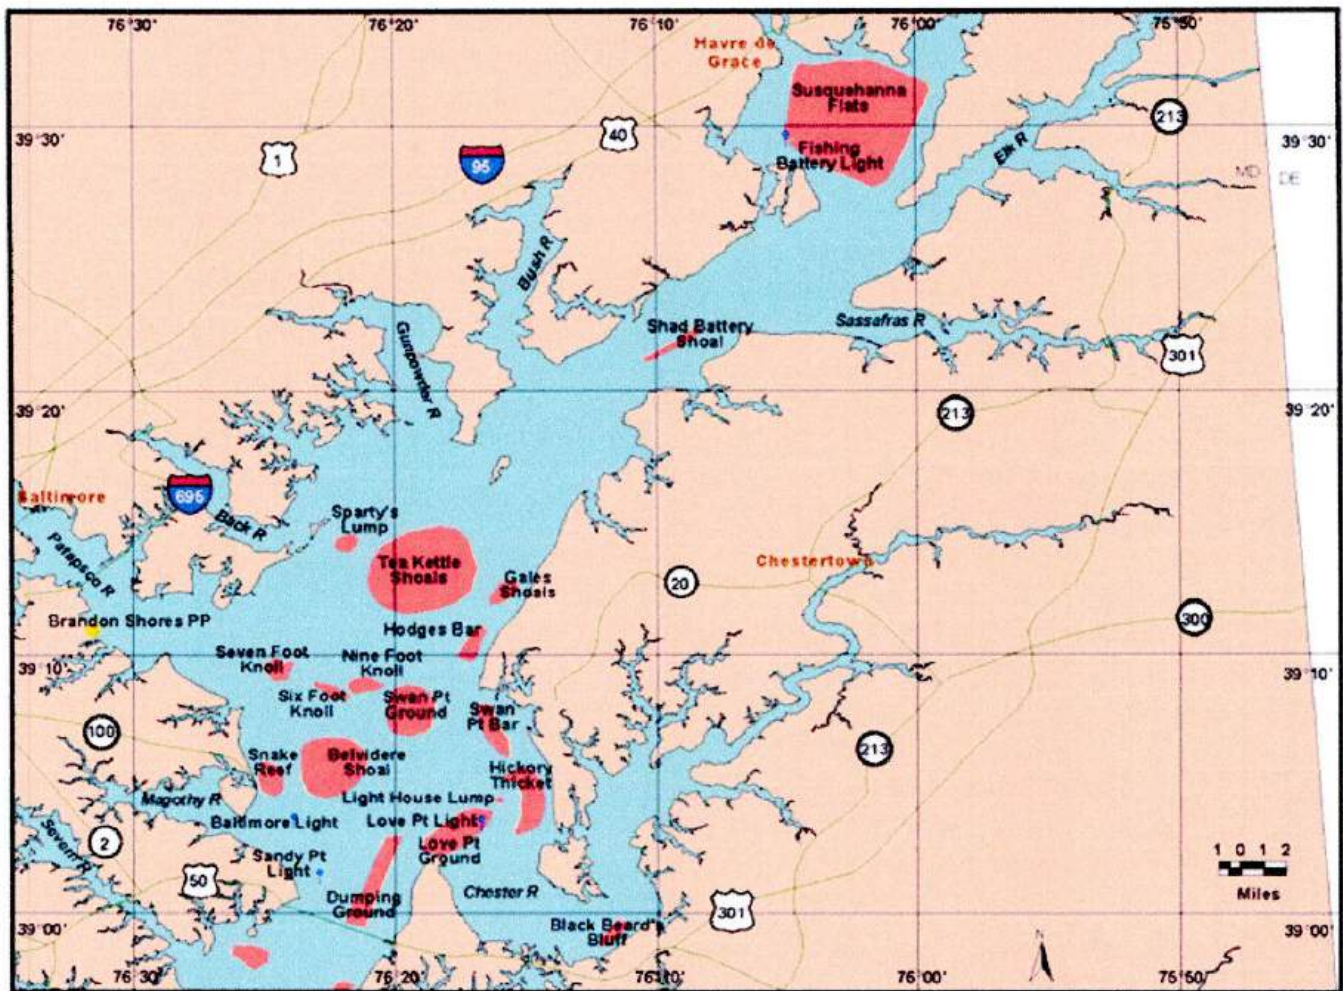 76°30'
76°20'
76°10'
76°00'
75°50'
Havre de
Grace
Susquehanna
Flats
213
40
39°30'
1
95
Fishing
Battery Light
Elk R
39°30'
MD
DE
Bush R
Shad Battery
Shoal
Sassafras R
Gunpowder R
301
39°20'
213
39°20'
Baltimore
695
Back R
Sparty's
Lump
Patapsco R
Tea Kettle
Shoals
Gales
Shoals
Chestertown
20
Brandon Shores PP
Hodges Bar
300
39°10'
Seven Foot
Knoll
Nine Foot
Knoll
39°10'
Six Foot
Knoll
Swan Pt
Ground
Swan
Pt Bar
100
213
Snake
Reef
Belvidere
Shoal
Hickory
Thicket
Magothy R
Light House Lump
Baltimore Light
Love Pt Light
2
Severn R
Love Pt
Ground
Sandy Pt
Light
50
1 0 1 2
Miles
Chester R
Dumping
Ground
301
Black Beard's
Bluff
39°00'
39°00'
N
76°30'
76°20'
76°10'
76°00'
75°50'